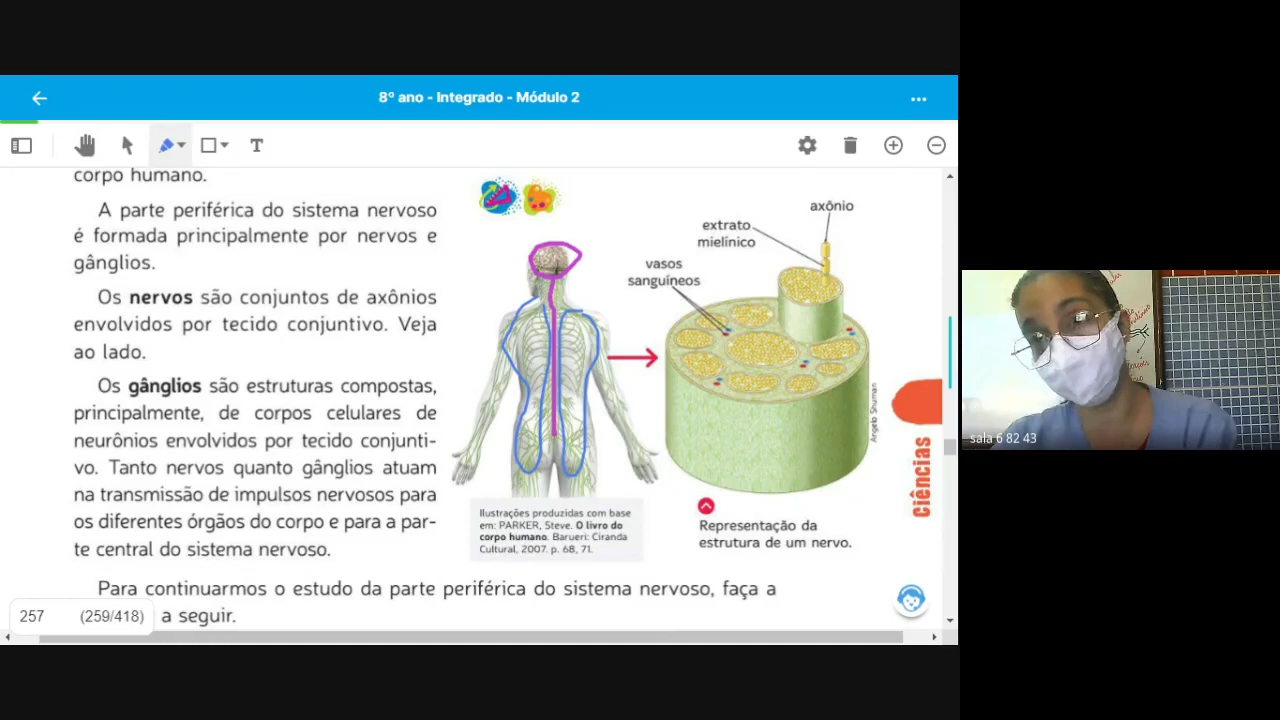 8º ano - Integrado - Módulo 2
T
corpo humano.
A parte periférica do sistema nervoso
é formada principalmente por nervos e
gânglios.
Os nervos são conjuntos de axônios
envolvidos por tecido conjuntivo. Veja
ao lado.
Os gânglios são estruturas compostas,
principalmente, de corpos celulares de
neurônios envolvidos por tecido conjunti-
vo. Tanto nervos quanto gânglios atuam
na transmissão de impulsos nervosos para
os diferentes órgãos do corpo e para a par-
te central do sistema nervoso.
axônio
extrato
mielínico
vasos
sanguíneos
Angelo Shuman
Ilustrações produzidas com base
em: PARKER, Steve. O livro do
corpo humano. Barueri: Ciranda
Cultural, 2007. p. 68, 71.
Representação da
estrutura de um nervo.
ciências
Para continuarmos o estudo da parte periférica do sistema nervoso, faça a
a seguir.
257 (259/418)
sala 6 82 43